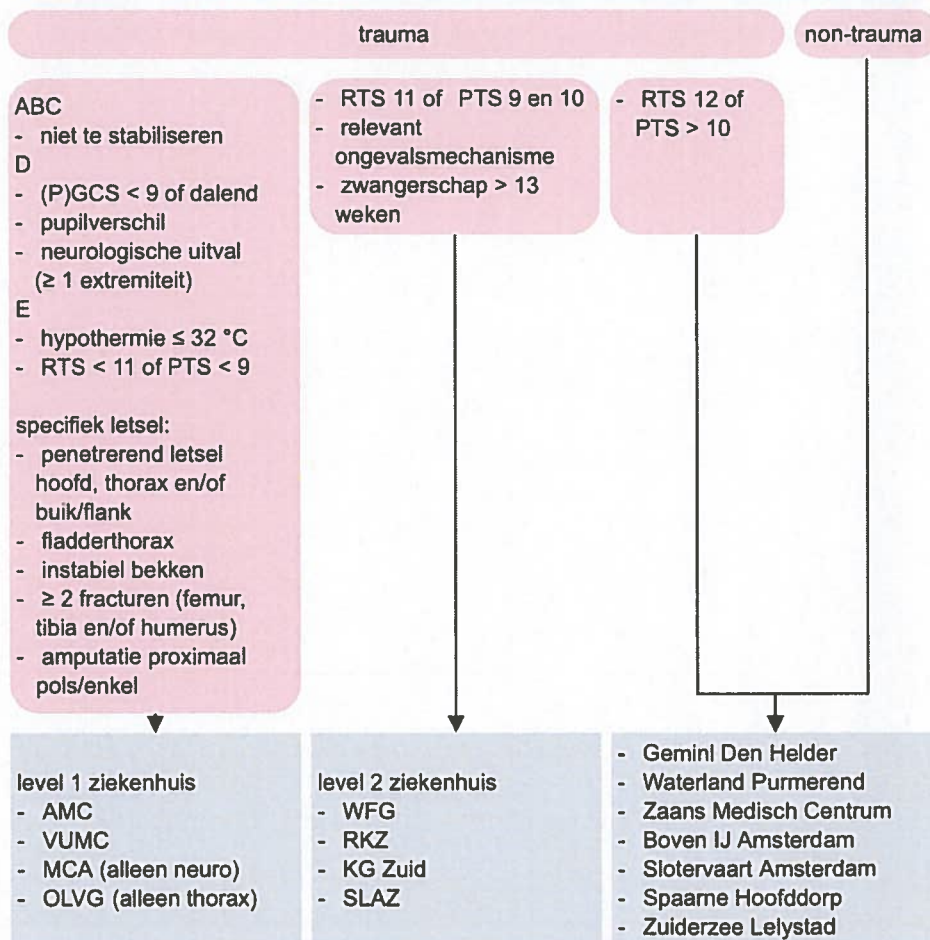 trauma
non-trauma
ABC
- niet te stabiliseren
D
- (P)GCS < 9 of dalend
- pupilverschil
- neurologische uitval
(≥ 1 extremiteit)
E
- hypothermie ≤ 32 °C
- RTS < 11 of PTS < 9
specifiek letsel:
- penetrerend letsel
hoofd, thorax en/of
buik/flank
- fladderthorax
- instabiel bekken
- ≥ 2 fracturen (femur,
tibia en/of humerus)
- amputatie proximaal
pols/enkel
- RTS 11 of PTS 9 en 10
- relevant
ongevalsmechanisme
- zwangerschap > 13
weken
- RTS 12 of
PTS > 10
level 1 ziekenhuis
- AMC
- VUMC
- MCA (alleen neuro)
- OLVG (alleen thorax)
level 2 ziekenhuis
- WFG
- RKZ
- KG Zuid
- SLAZ
- Gemini Den Helder
- Waterland Purmerend
- Zaans Medisch Centrum
- Boven IJ Amsterdam
- Slotervaart Amsterdam
- Spaarne Hoofddorp
- Zuiderzee Lelystad